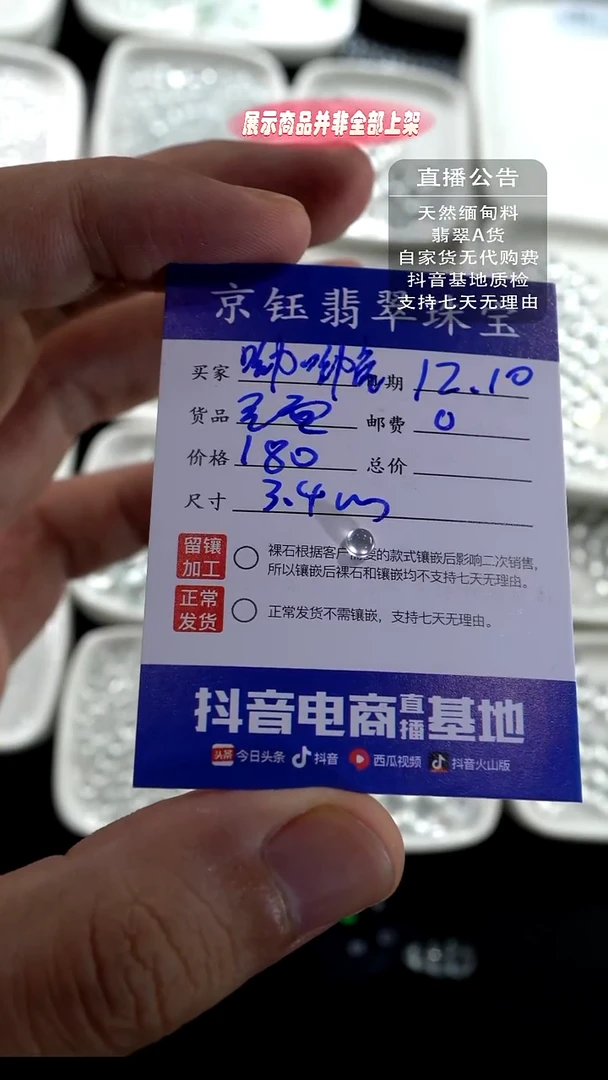 展示商品并非全部上架
直播公告
天然缅甸料
翡翠A货
自家货无代购费
抖音基地质检
支持七天无理由
京钰翡翠珠宝
买家 期 12.10
货品 邮费 0
价格 180 总价
尺寸 3.4
留镶加工 裸石根据客户需要的款式镶嵌后影响二次销售，
所以镶嵌后裸石和镶嵌均不支持七天无理由。
正常发货 正常发货不需镶嵌，支持七天无理由。
抖音电商直播基地
头条 今日头条 抖音 西瓜视频 抖音火山版